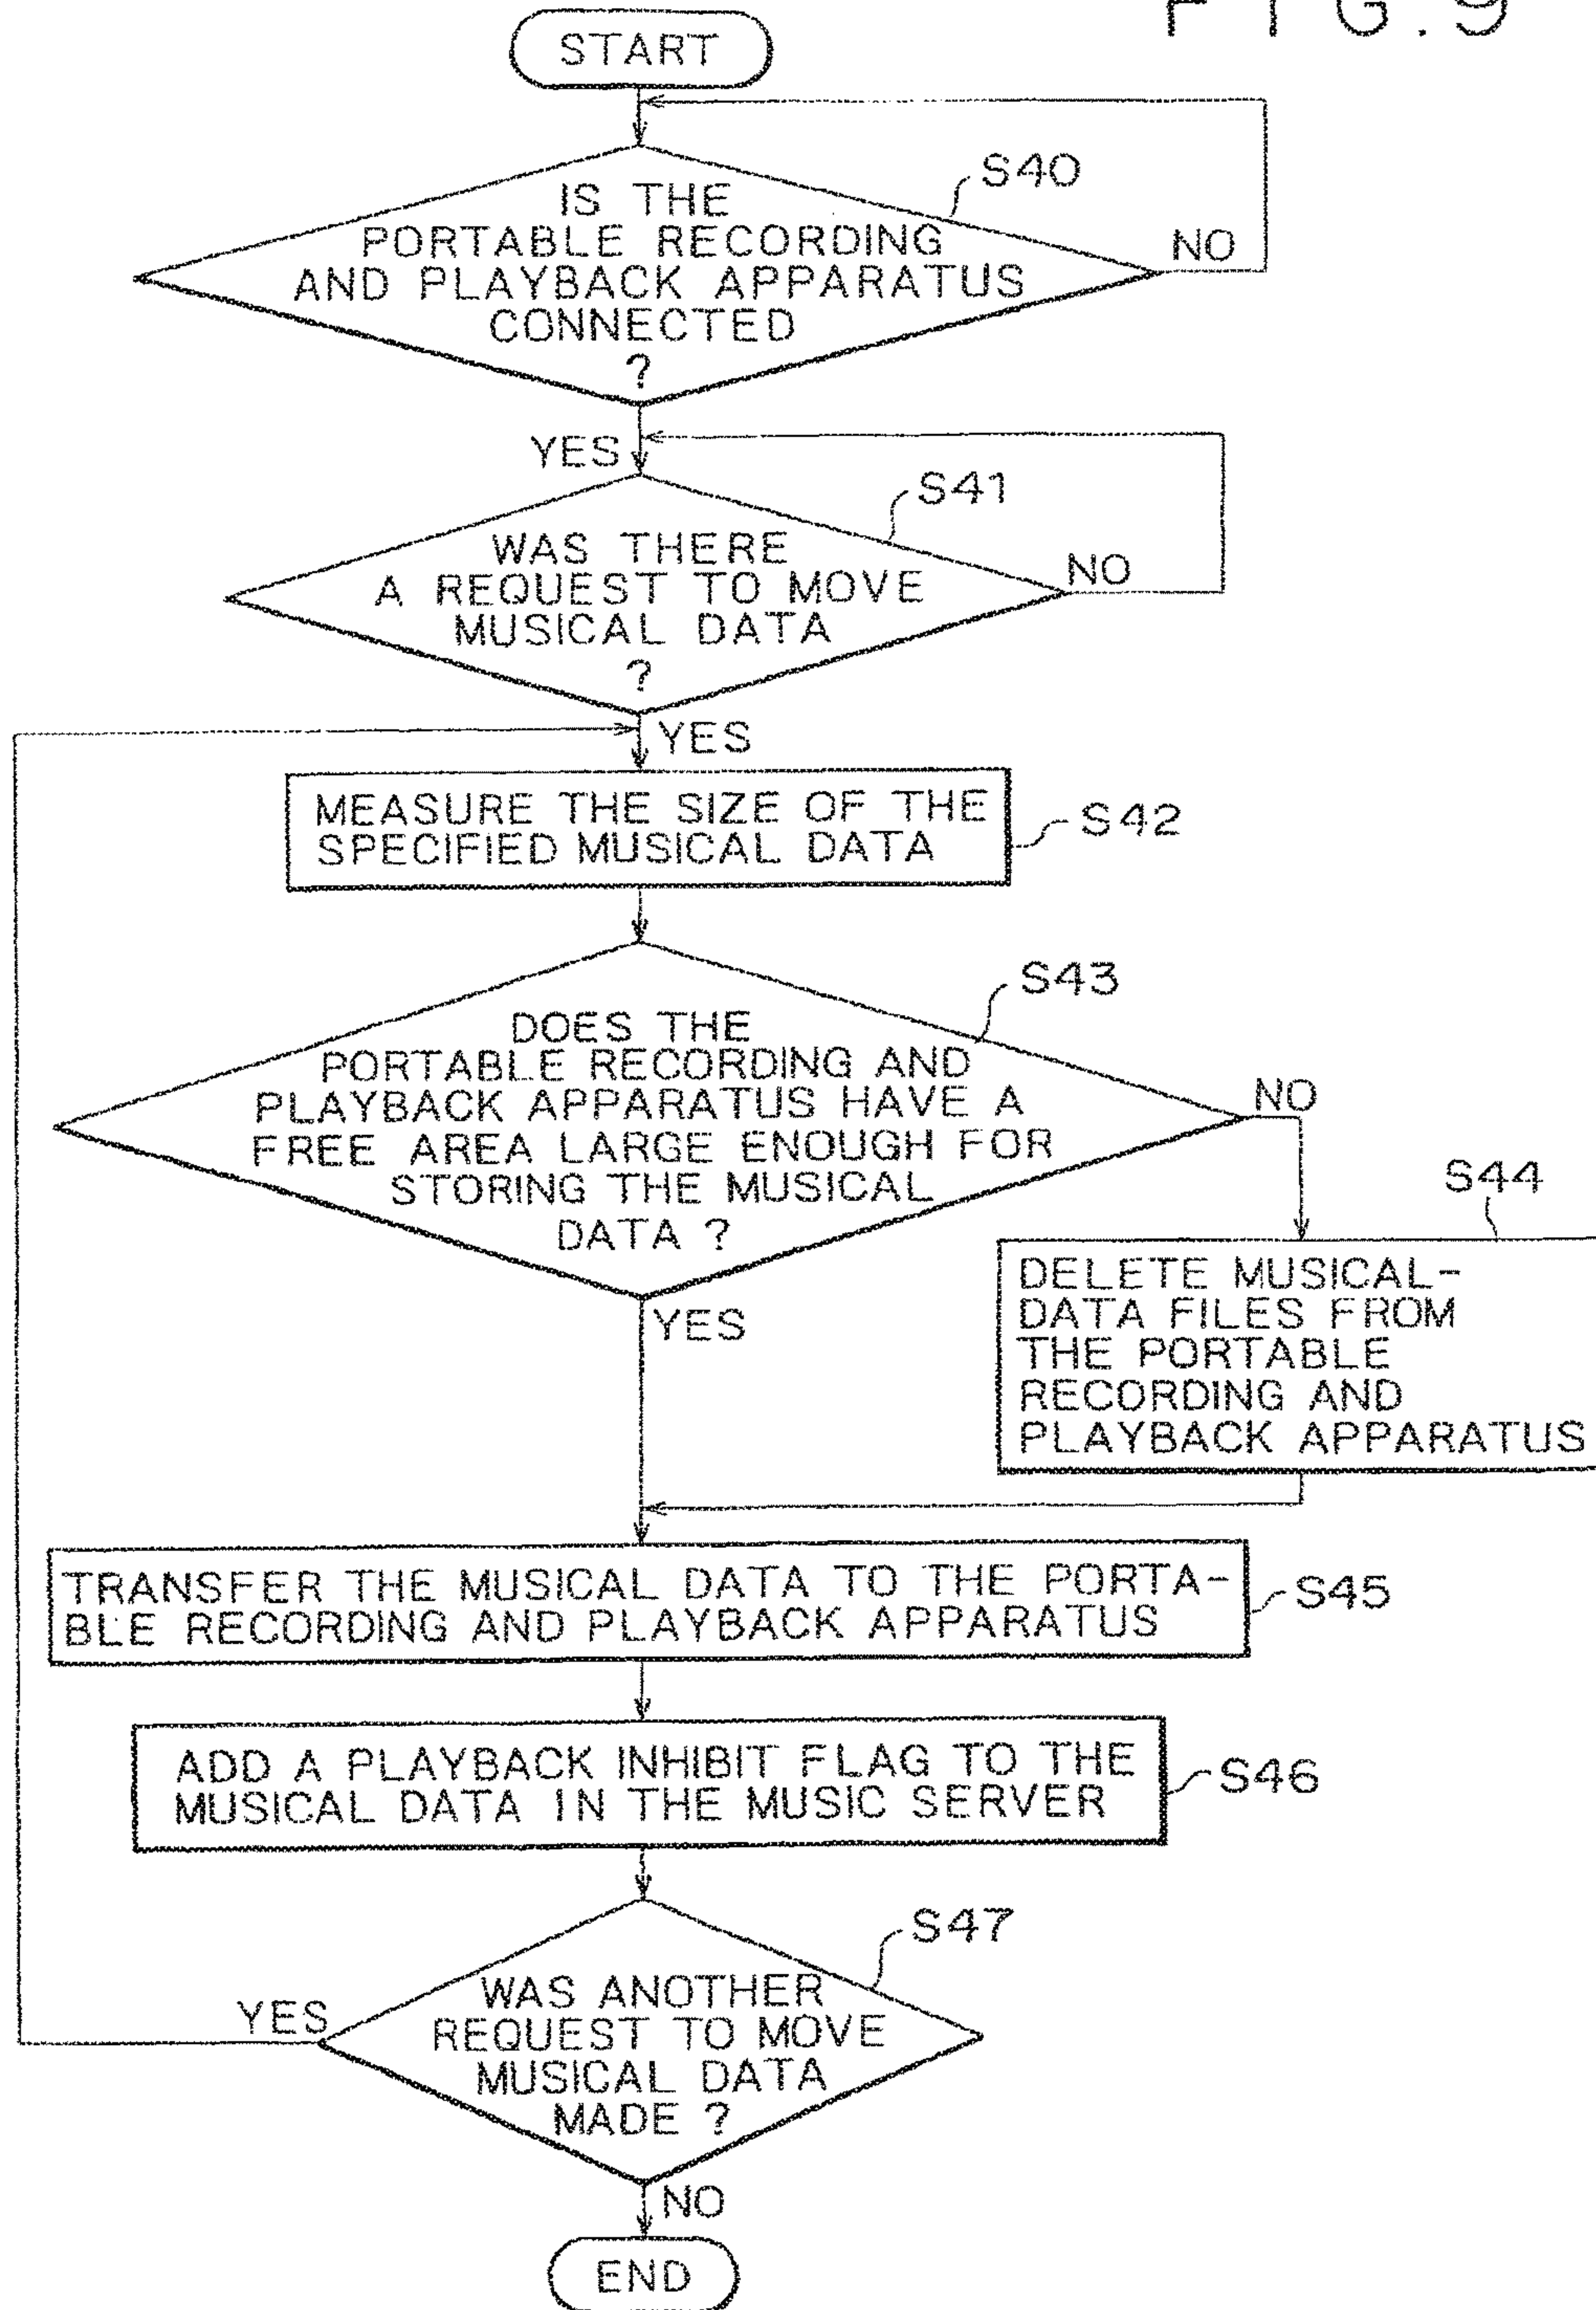 FIG.9
START
S40
IS THE
PORTABLE RECORDING
AND PLAYBACK APPARATUS
CONNECTED
?
NO
YES
S41
WAS THERE
A REQUEST TO MOVE
MUSICAL DATA
?
NO
YES
MEASURE THE SIZE OF THE
SPECIFIED MUSICAL DATA
S42
S43
DOES THE
PORTABLE RECORDING AND
PLAYBACK APPARATUS HAVE A
FREE AREA LARGE ENOUGH FOR
STORING THE MUSICAL
DATA ?
NO
YES
S44
DELETE MUSICAL-
DATA FILES FROM
THE PORTABLE
RECORDING AND
PLAYBACK APPARATUS
TRANSFER THE MUSICAL DATA TO THE PORTA-
BLE RECORDING AND PLAYBACK APPARATUS
S45
ADD A PLAYBACK INHIBIT FLAG TO THE
MUSICAL DATA IN THE MUSIC SERVER
S46
S47
WAS ANOTHER
REQUEST TO MOVE
MUSICAL DATA
MADE ?
YES
NO
END